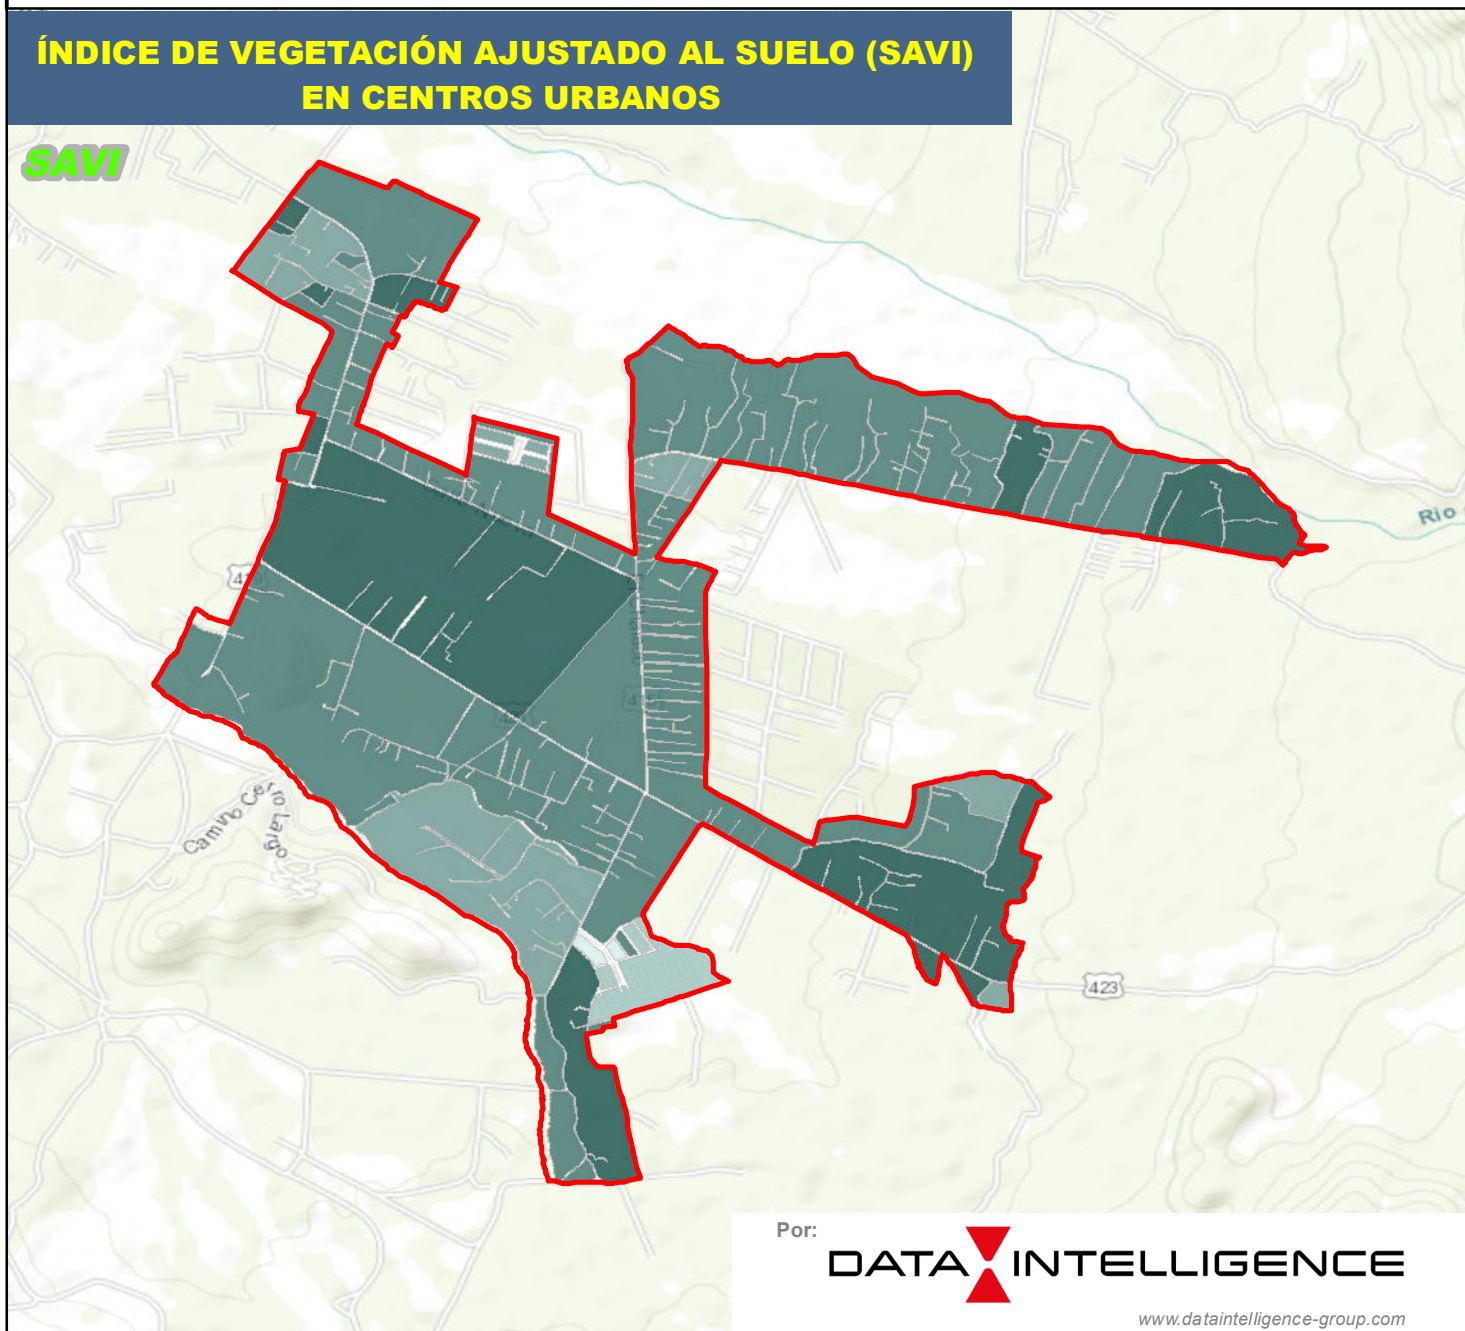 ÍNDICE DE VEGETACIÓN AJUSTADO AL SUELO (SAVI)
EN CENTROS URBANOS
SAVI
Rio
Camino Cerro Largo
423
Por:
DATA INTELLIGENCE
www.dataintelligence-group.com